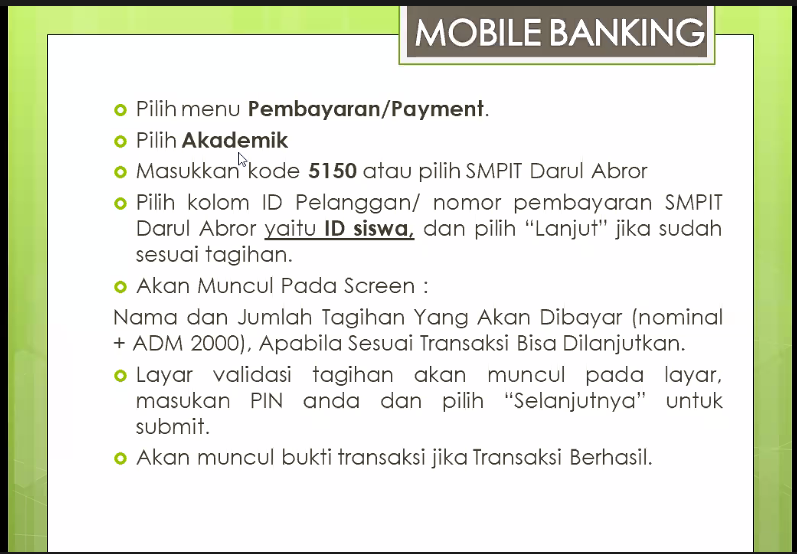 MOBILE BANKING
Pilih menu Pembayaran/Payment.
Pilih Akademik
Masukkan kode 5150 atau pilih SMPIT Darul Abror
Pilih kolom ID Pelanggan/ nomor pembayaran SMPIT
Darul Abror yaitu ID siswa, dan pilih “Lanjut” jika sudah
sesuai tagihan.
Akan Muncul Pada Screen :
Nama dan Jumlah Tagihan Yang Akan Dibayar (nominal
+ ADM 2000), Apabila Sesuai Transaksi Bisa Dilanjutkan.
Layar validasi tagihan akan muncul pada layar,
masukan PIN anda dan pilih “Selanjutnya” untuk
submit.
Akan muncul bukti transaksi jika Transaksi Berhasil.